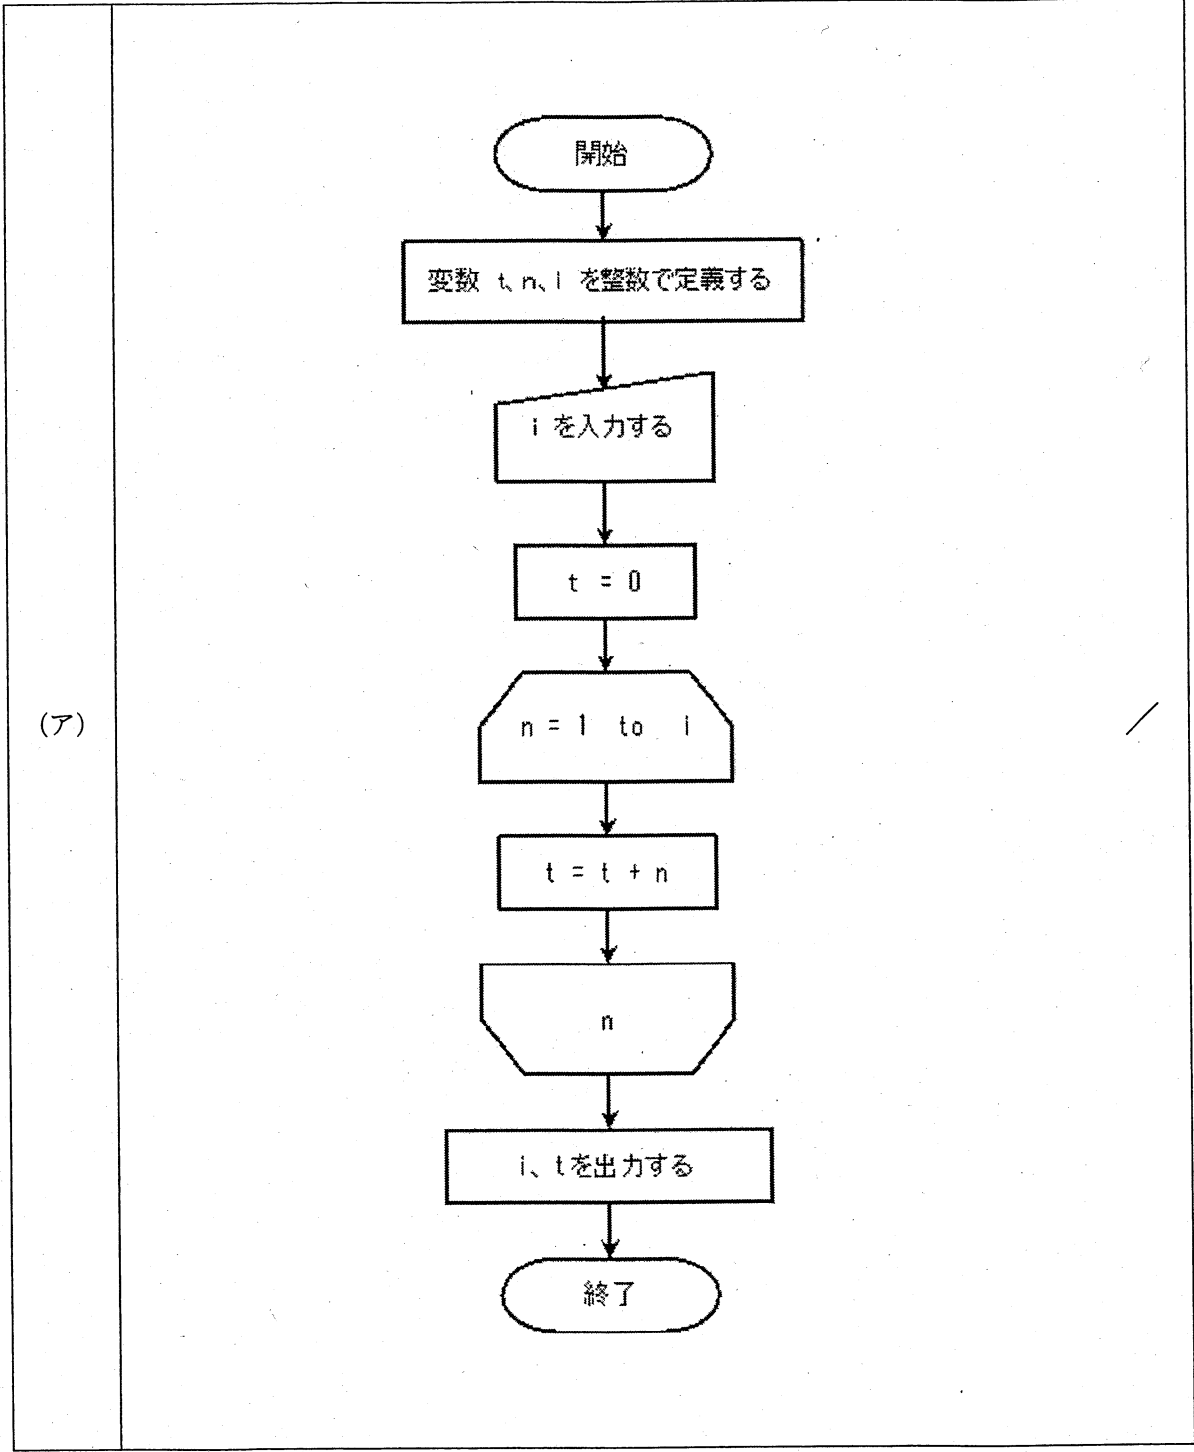 開始
変数 t、n、i を整数で定義する
i を入力する
t = 0
(ア)
n = 1 to i
t = t + n
n
i、tを出力する
終了